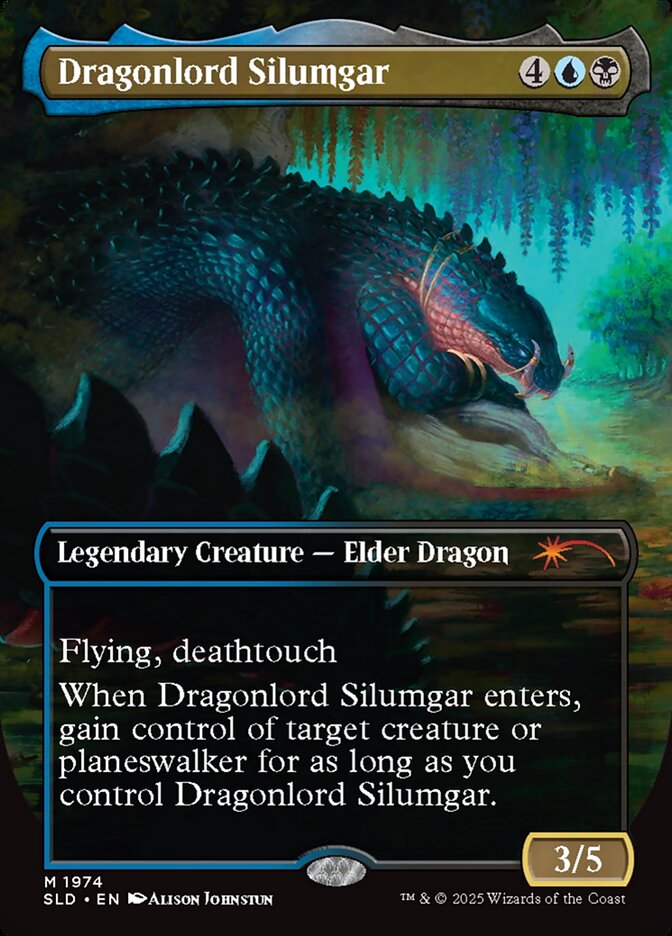 Dragonlord Silumgar 4
Legendary Creature — Elder Dragon
Flying, deathtouch
When Dragonlord Silumgar enters,
gain control of target creature or
planeswalker for as long as you
control Dragonlord Silumgar.
3/5
M 1974
SLD • EN Alison Johnstun
™ & © 2025 Wizards of the Coast